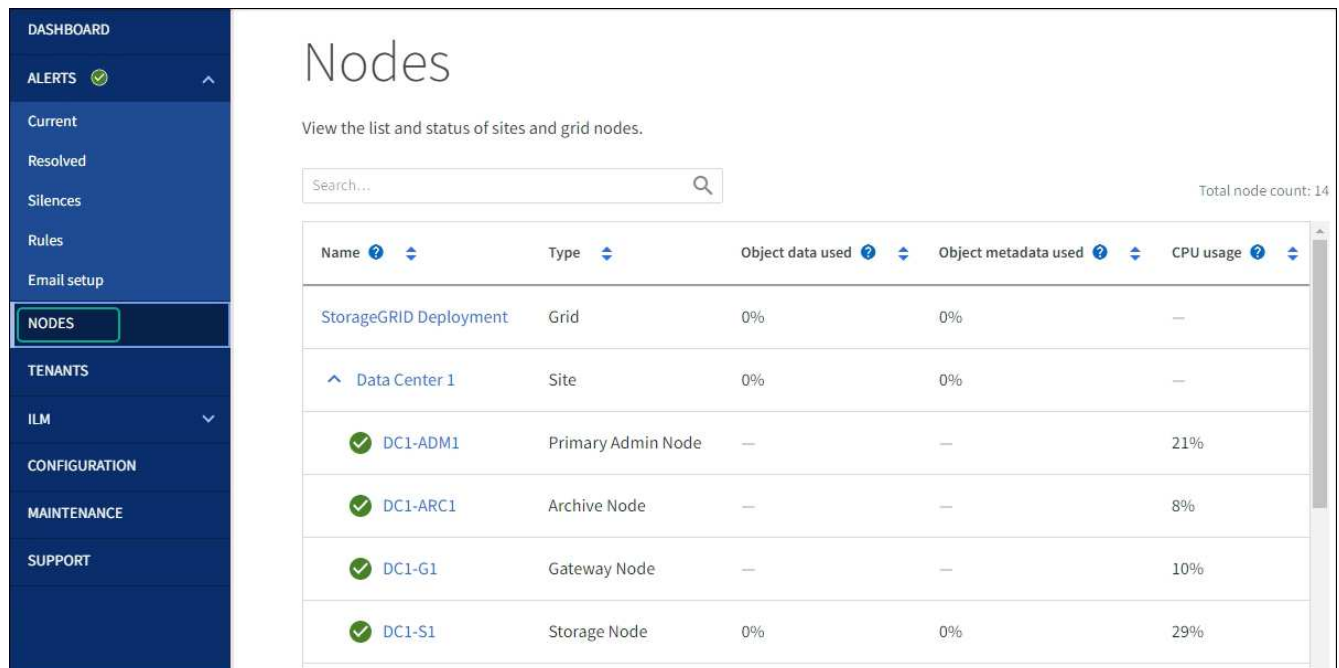 DASHBOARD
ALERTS
Current
Resolved
Silences
Rules
Email setup
NODES
TENANTS
ILM
CONFIGURATION
MAINTENANCE
SUPPORT
Nodes
View the list and status of sites and grid nodes.
Search...
Total node count: 14
Name Type Object data used Object metadata used CPU usage
StorageGRID Deployment Grid 0% 0% —
Data Center 1 Site 0% 0% —
DC1-ADM1 Primary Admin Node — — 21%
DC1-ARC1 Archive Node — — 8%
DC1-G1 Gateway Node — — 10%
DC1-S1 Storage Node 0% 0% 29%